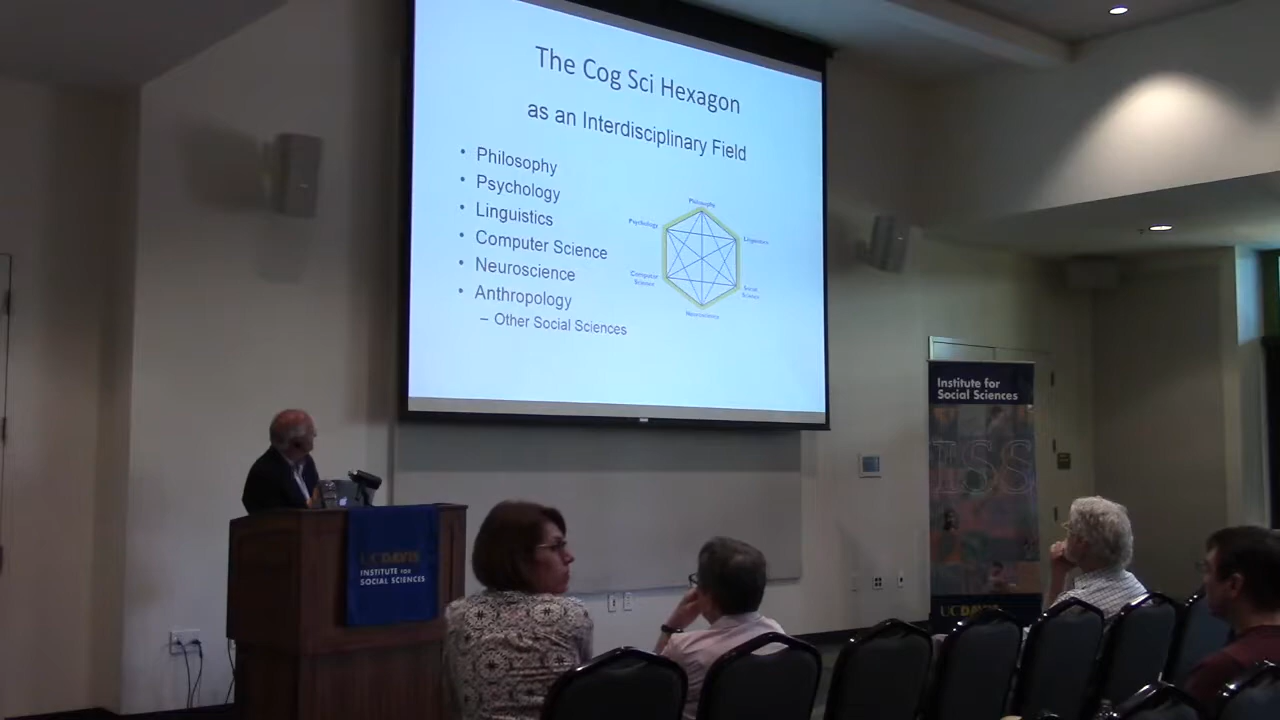 The Cog Sci Hexagon
as an Interdisciplinary Field
• Philosophy
• Psychology
• Linguistics
• Computer Science
• Neuroscience
• Anthropology
– Other Social Sciences
Philosophy
Psychology
Linguistics
Computer
Science
Social
Science
Neuroscience
UC DAVIS
INSTITUTE FOR
SOCIAL SCIENCES
Institute for
Social Sciences
ISS
UC DAVIS